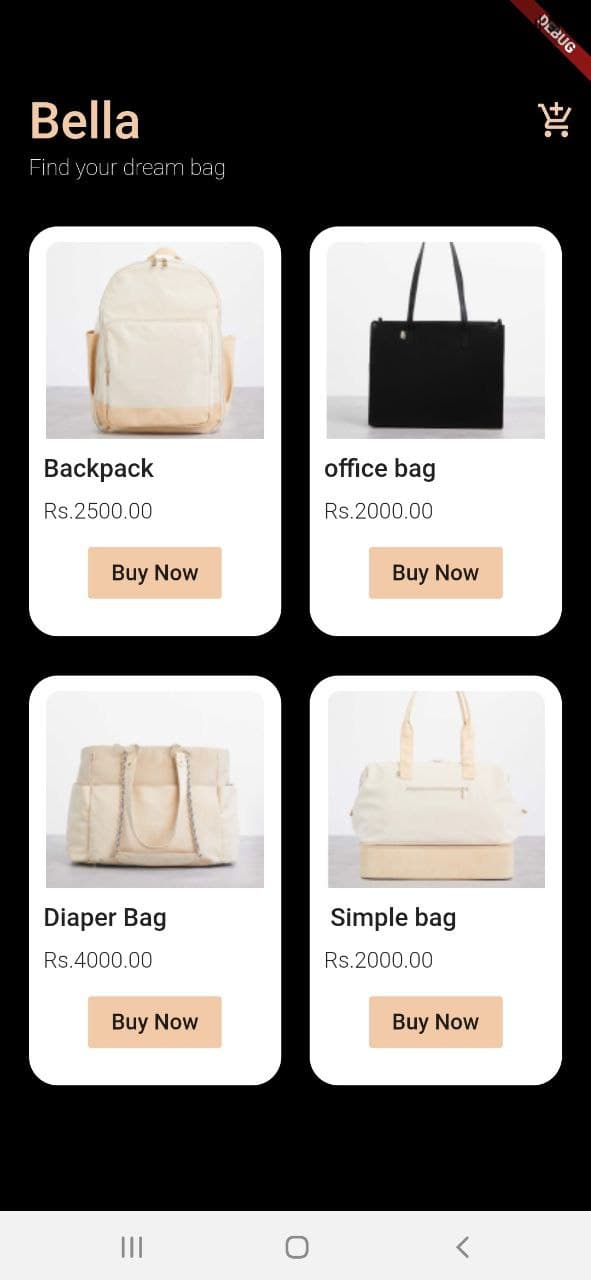 DEBUG
Bella
Find your dream bag
Backpack
Rs.2500.00
Buy Now
office bag
Rs.2000.00
Buy Now
Diaper Bag
Rs.4000.00
Buy Now
Simple bag
Rs.2000.00
Buy Now